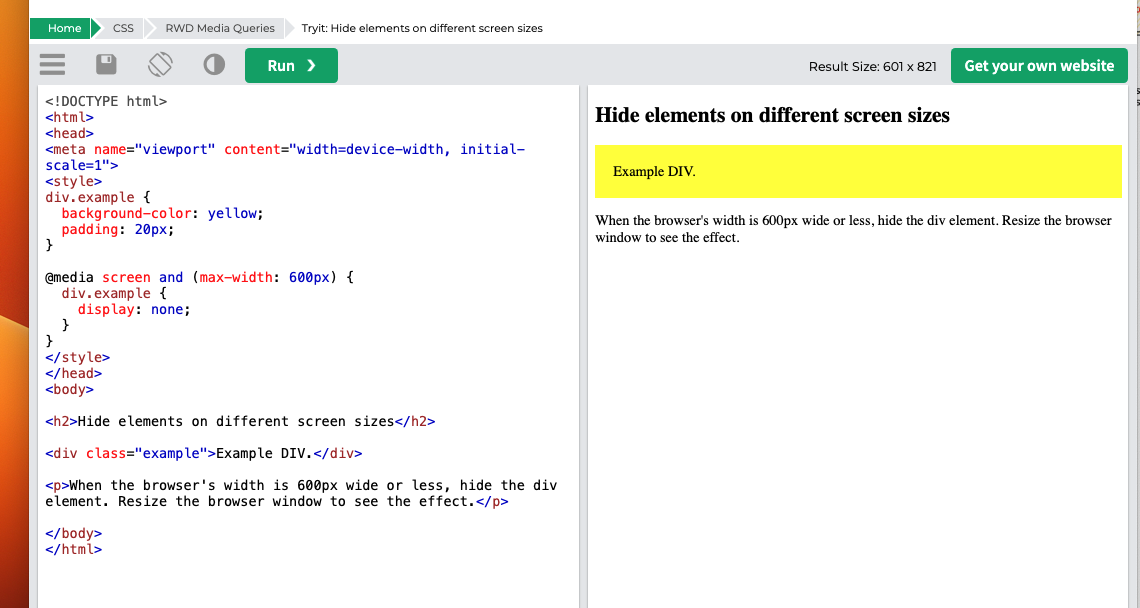 Home CSS RWD Media Queries Tryit: Hide elements on different screen sizes
Run ❯ Result Size: 601 x 821 Get your own website
<!DOCTYPE html>
<html>
<head>
<meta name="viewport" content="width=device-width, initial-
scale=1">
<style>
div.example {
  background-color: yellow;
  padding: 20px;
}

@media screen and (max-width: 600px) {
  div.example {
    display: none;
  }
}
</style>
</head>
<body>

<h2>Hide elements on different screen sizes</h2>

<div class="example">Example DIV.</div>

<p>When the browser's width is 600px wide or less, hide the div
element. Resize the browser window to see the effect.</p>

</body>
</html>
Hide elements on different screen sizes
Example DIV.
When the browser's width is 600px wide or less, hide the div element. Resize the browser
window to see the effect.